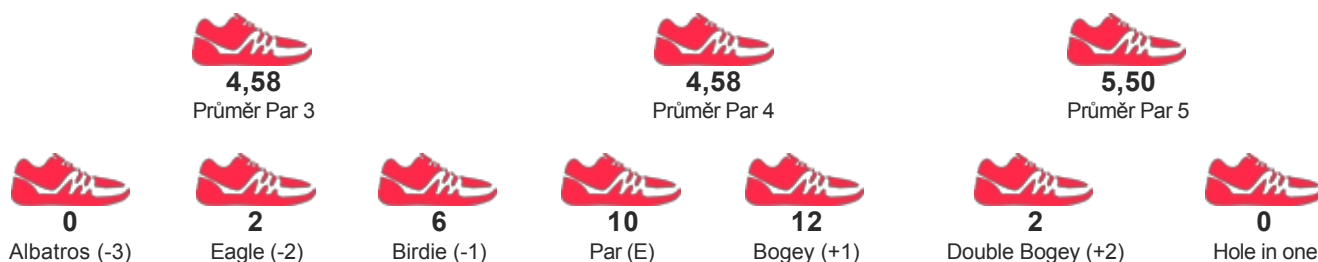 4,58 4,58 5,50
Průměr Par 3 Průměr Par 4 Průměr Par 5
0 2 6 10 12 2 0
Albatros (-3) Eagle (-2) Birdie (-1) Par (E) Bogey (+1) Double Bogey (+2) Hole in one